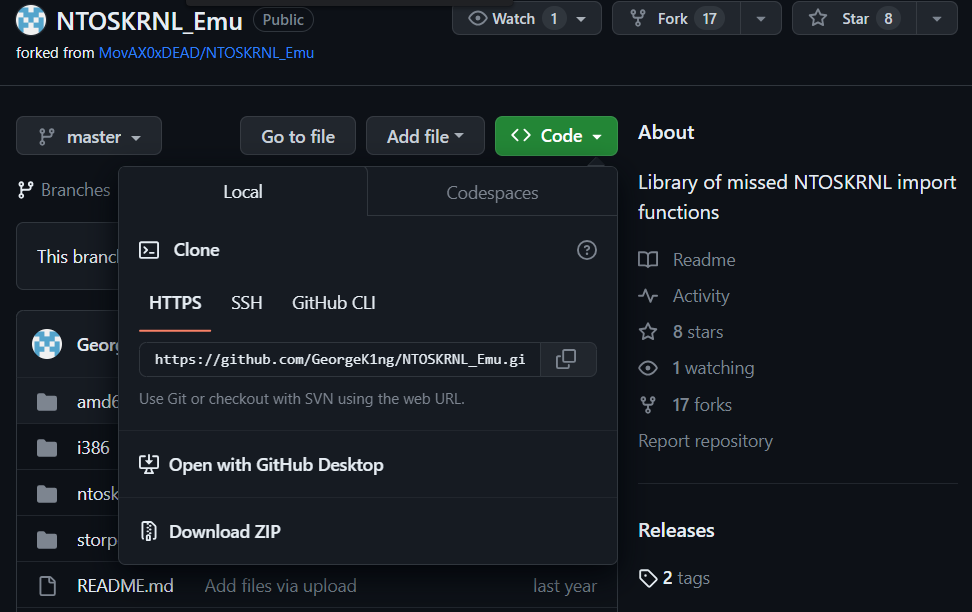 NTOSKRNL_Emu Public
Watch 1
Fork 17
Star 8
forked from MovAX0xDEAD/NTOSKRNL_Emu
master
Go to file
Add file
Code
About
Branches
Local
Codespaces
Library of missed NTOSKRNL import
functions
This branc
Clone
Readme
HTTPS SSH GitHub CLI
Activity
8 stars
Georg
https://github.com/GeorgeK1ng/NTOSKRNL_Emu.gi
1 watching
Use Git or checkout with SVN using the web URL.
amd6
17 forks
i386
Report repository
Open with GitHub Desktop
ntosk
Download ZIP
storp
Releases
README.md Add files via upload last year
2 tags